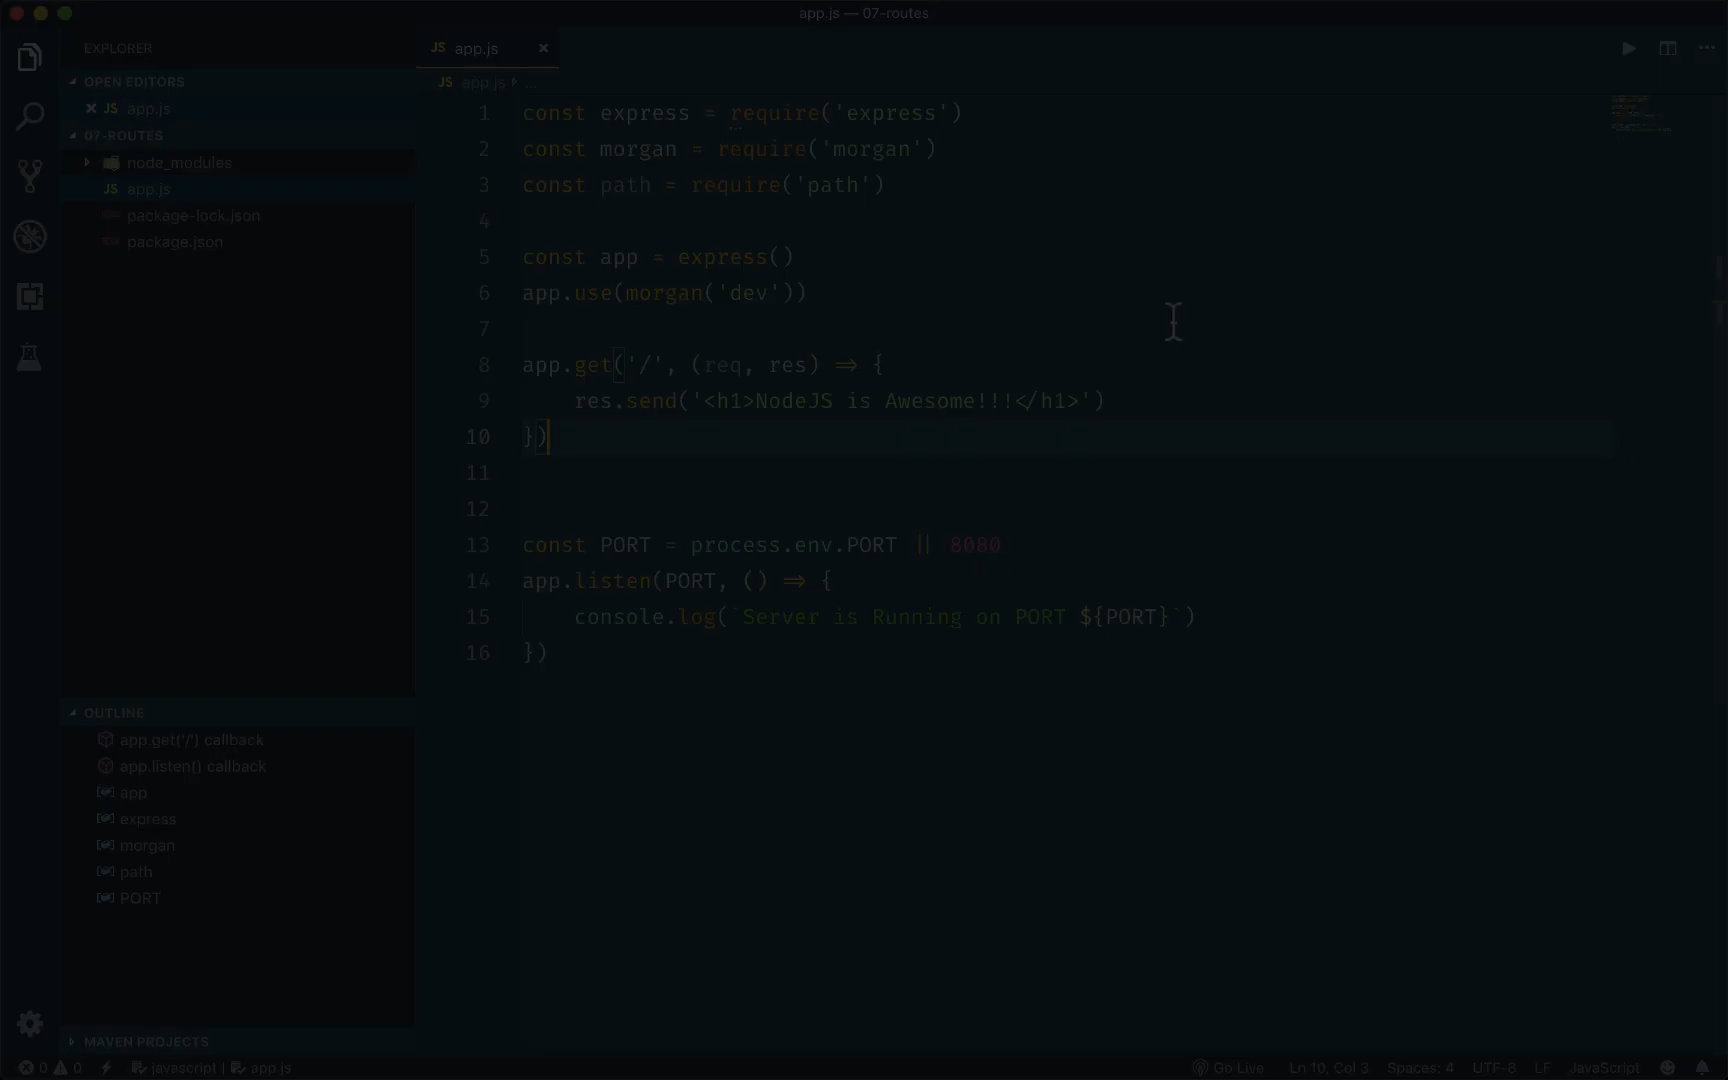 app.js — 07-routes
EXPLORER
OPEN EDITORS
JS app.js
07-ROUTES
node_modules
JS app.js
package-lock.json
package.json
OUTLINE
app.get('/') callback
app.listen() callback
app
express
morgan
path
PORT
MAVEN PROJECTS
JS app.js
JS app.js ...
1 const express = require('express')
2 const morgan = require('morgan')
3 const path = require('path')
4
5 const app = express()
6 app.use(morgan('dev'))
7
8 app.get('/', (req, res) => {
9 res.send('<h1>NodeJS is Awesome!!!</h1>')
10 })
11
12
13 const PORT = process.env.PORT || 8080
14 app.listen(PORT, () => {
15 console.log(`Server is Running on PORT ${PORT}`)
16 })
0 0 javascript | app.js Go Live Ln 10, Col 3 Spaces: 4 UTF-8 LF JavaScript